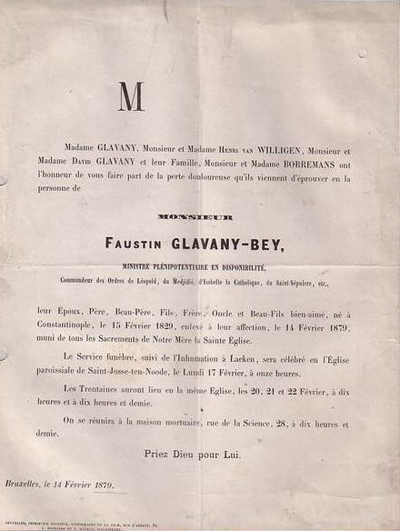 M
Madame GLAVANY, Monsieur et Madame HENRI VAN WILLIGEN, Monsieur et
Madame DAVID GLAVANY et leur Famille, Monsieur et Madame BORREMANS ont
l'honneur de vous faire part de la perte douloureuse qu'ils viennent d'éprouver en la
personne de
MONSIEUR
FAUSTIN GLAVANY-BEY,
MINISTRE PLÉNIPOTENTIAIRE EN DISPONIBILITÉ,
Commandeur des Ordres de Léopold, du Medjidié, d'Isabelle la Catholique, du Saint-Sépulcre, etc.,
leur Epoux, Père, Beau-Père, Fils, Frère, Oncle et Beau-Fils bien-aimé, né à
Constantinople, le 15 Février 1829, enlevé à leur affection, le 14 Février 1879,
muni de tous les Sacrements de Notre Mère la Sainte Eglise.
Le Service funèbre, suivi de l'Inhumation à Laeken, sera célébré en l'Église
paroissiale de Saint-Josse-ten-Noode, le Lundi 17 Février, à onze heures.
Les Trentaines auront lieu en la même Eglise, les 20, 21 et 22 Février, à dix
heures et à dix heures et demie.
On se réunira à la maison mortuaire, rue de la Science, 28, à dix heures et
demie.
Priez Dieu pour Lui.
Bruxelles, le 14 Février 1879.